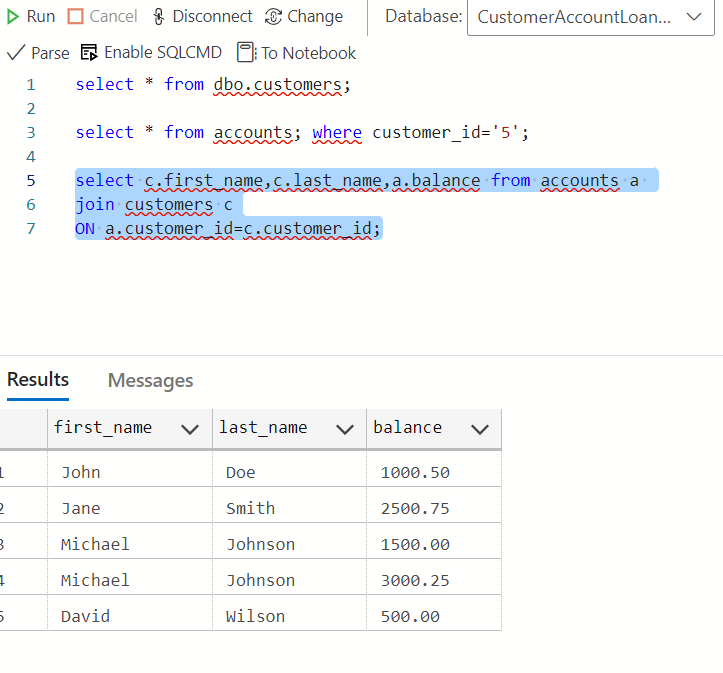 Run Cancel Disconnect Change Database: CustomerAccountLoan...
Parse Enable SQLCMD To Notebook
1 select * from dbo.customers;
2
3 select * from accounts; where customer_id='5';
4
5 select c.first_name,c.last_name,a.balance from accounts a
6 join customers c
7 ON a.customer_id=c.customer_id;
Results Messages
first_name last_name balance
1 John Doe 1000.50
2 Jane Smith 2500.75
3 Michael Johnson 1500.00
4 Michael Johnson 3000.25
5 David Wilson 500.00